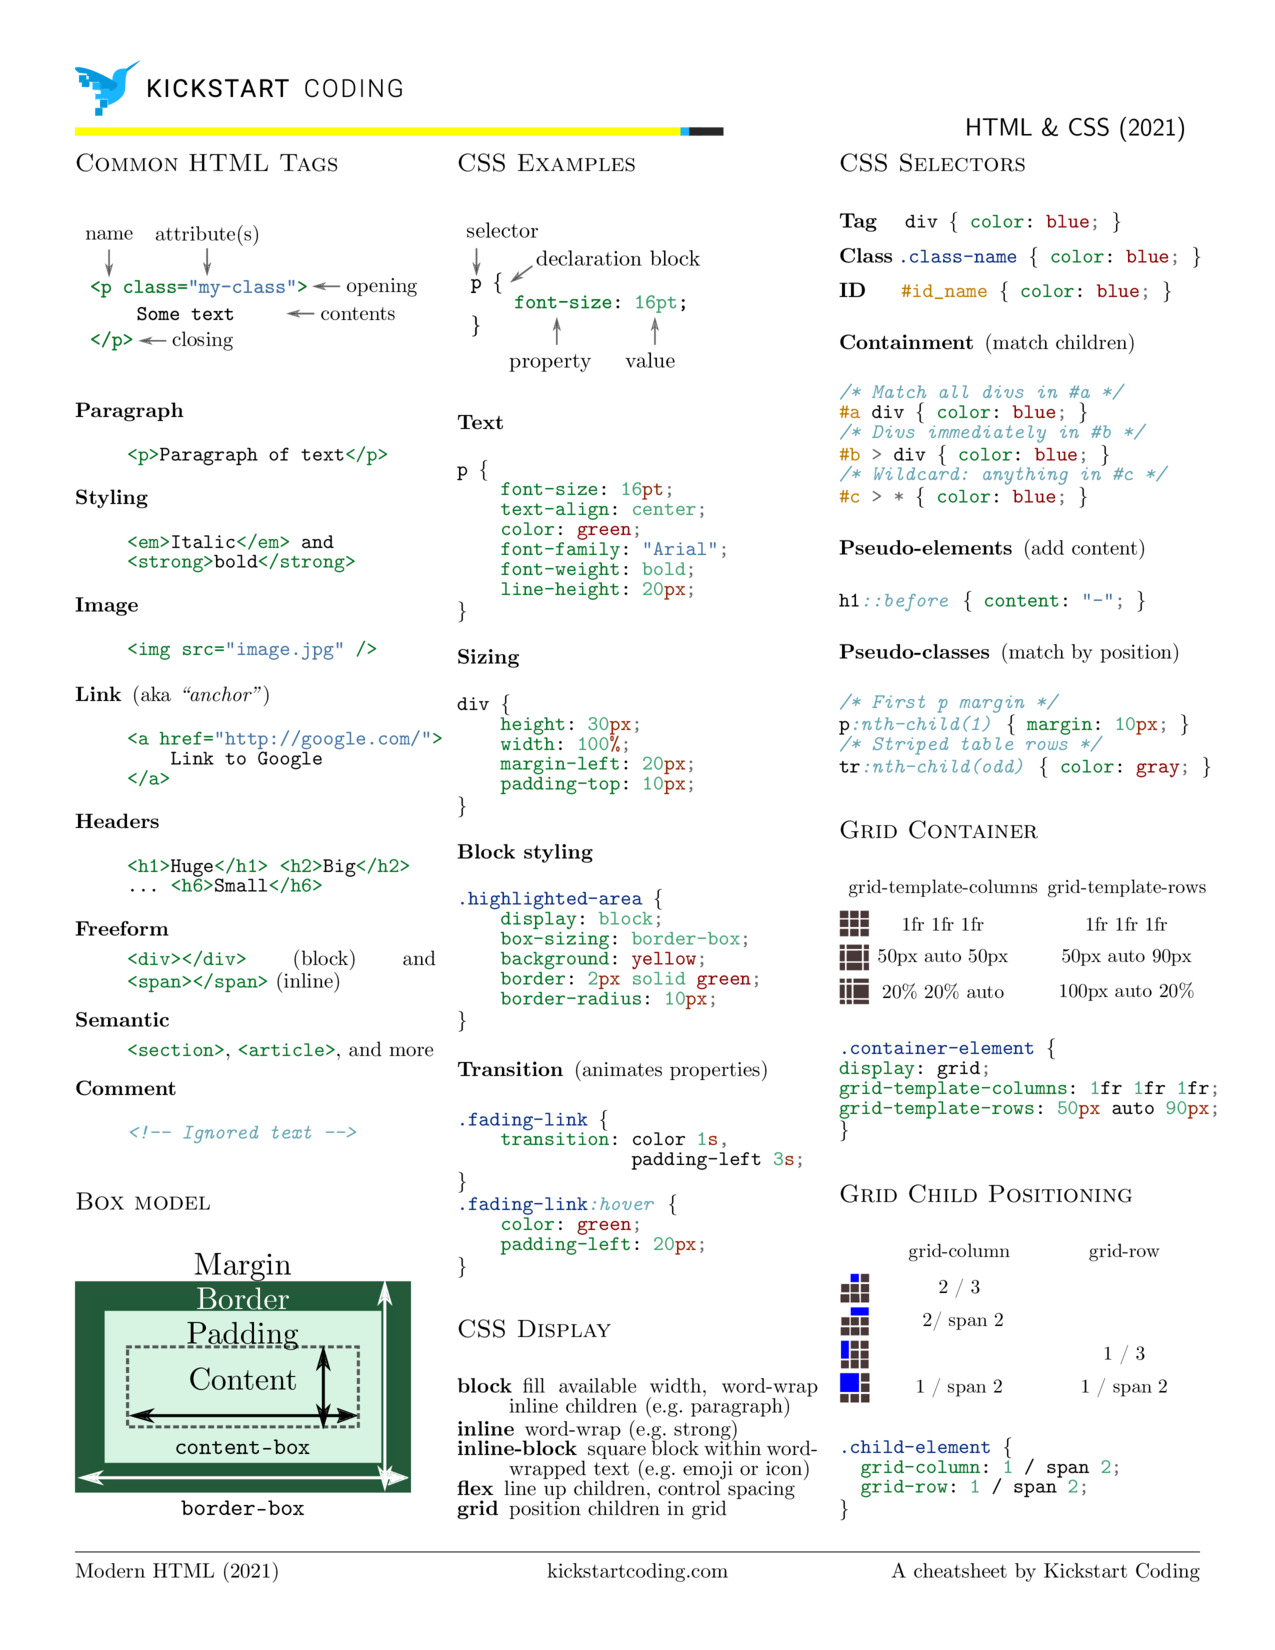 KICKSTART CODING
HTML & CSS (2021)
Common HTML Tags
name attribute(s)
<p class="my-class"> opening
Some text contents
</p> closing
Paragraph
<p>Paragraph of text</p>
Styling
<em>Italic</em> and
<strong>bold</strong>
Image
<img src="image.jpg" />
Link (aka “anchor”)
<a href="http://google.com/">
Link to Google
</a>
Headers
<h1>Huge</h1> <h2>Big</h2>
... <h6>Small</h6>
Freeform
<div></div> (block) and
<span></span> (inline)
Semantic
<section>, <article>, and more
Comment
<!-- Ignored text -->
Box model
Margin
Border
Padding
Content
content-box
border-box
CSS Examples
selector
declaration block
p {
font-size: 16pt;
}
property value
Text
p {
font-size: 16pt;
text-align: center;
color: green;
font-family: "Arial";
font-weight: bold;
line-height: 20px;
}
Sizing
div {
height: 30px;
width: 100%;
margin-left: 20px;
padding-top: 10px;
}
Block styling
.highlighted-area {
display: block;
box-sizing: border-box;
background: yellow;
border: 2px solid green;
border-radius: 10px;
}
Transition (animates properties)
.fading-link {
transition: color 1s,
padding-left 3s;
}
.fading-link:hover {
color: green;
padding-left: 20px;
}
CSS Display
block fill available width, word-wrap
inline children (e.g. paragraph)
inline word-wrap (e.g. strong)
inline-block square block within word-
wrapped text (e.g. emoji or icon)
flex line up children, control spacing
grid position children in grid
CSS Selectors
Tag div { color: blue; }
Class .class-name { color: blue; }
ID #id_name { color: blue; }
Containment (match children)
/* Match all divs in #a */
#a div { color: blue; }
/* Divs immediately in #b */
#b > div { color: blue; }
/* Wildcard: anything in #c */
#c > * { color: blue; }
Pseudo-elements (add content)
h1::before { content: "-"; }
Pseudo-classes (match by position)
/* First p margin */
p:nth-child(1) { margin: 10px; }
/* Striped table rows */
tr:nth-child(odd) { color: gray; }
Grid Container
grid-template-columns grid-template-rows
1fr 1fr 1fr 1fr 1fr 1fr
50px auto 50px 50px auto 90px
20% 20% auto 100px auto 20%
.container-element {
display: grid;
grid-template-columns: 1fr 1fr 1fr;
grid-template-rows: 50px auto 90px;
}
Grid Child Positioning
grid-column grid-row
2 / 3
2/ span 2
1 / 3
1 / span 2 1 / span 2
.child-element {
grid-column: 1 / span 2;
grid-row: 1 / span 2;
}
Modern HTML (2021) kickstartcoding.com A cheatsheet by Kickstart Coding